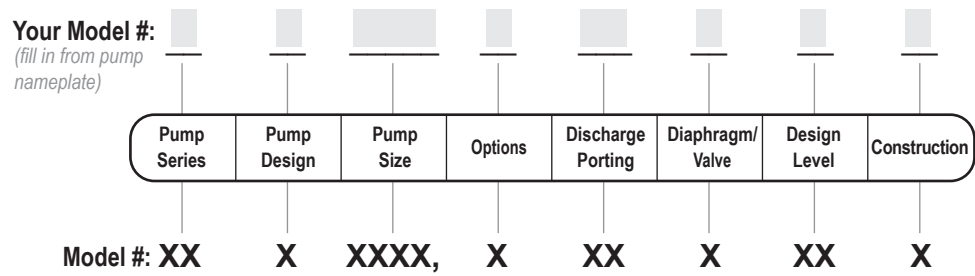 Your Model #:
(fill in from pump
nameplate)
Pump Series
Pump Design
Pump Size
Options
Discharge Porting
Diaphragm/ Valve
Design Level
Construction
Model #: XX X XXXX, X XX X XX X